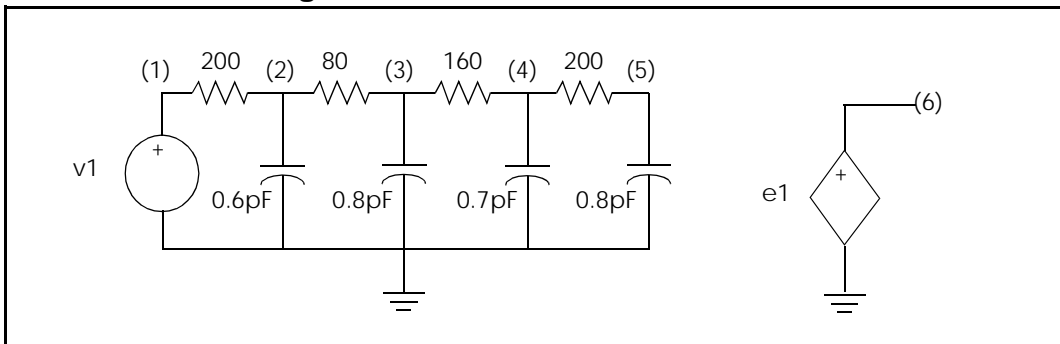 200
80
160
200
(1)
(2)
(3)
(4)
(5)
(6)
+
v1
0.6pF
0.8pF
0.7pF
0.8pF
+
e1